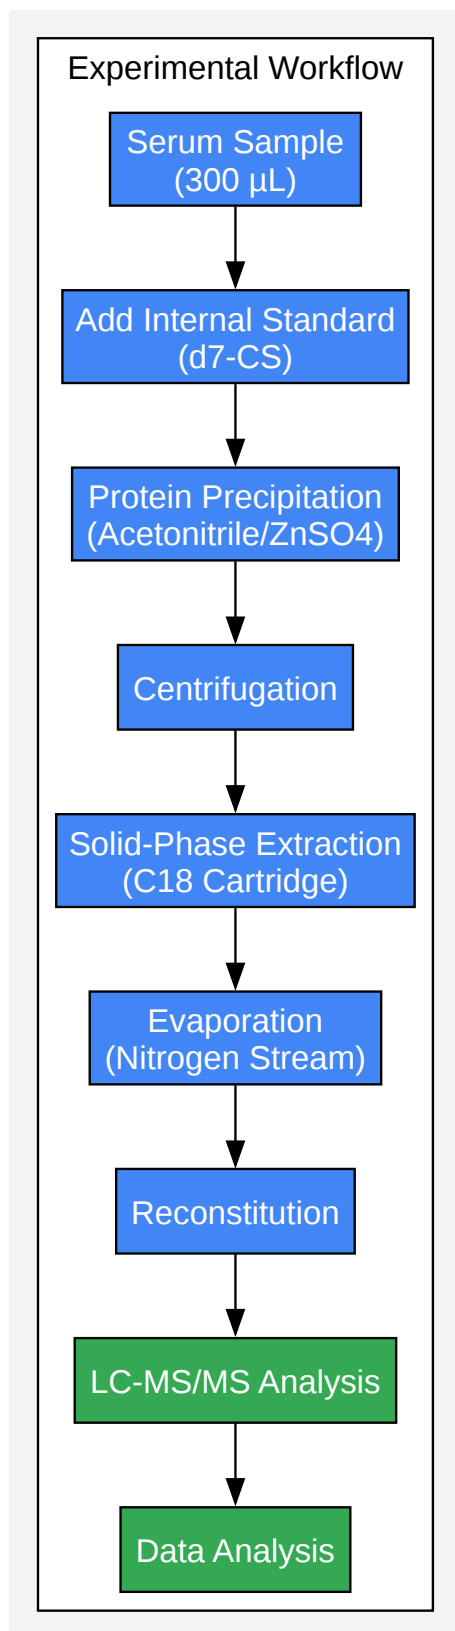 Experimental Workflow
Serum Sample
(300 µL)
Add Internal Standard
(d7-CS)
Protein Precipitation
(Acetonitrile/ZnSO4)
Centrifugation
Solid-Phase Extraction
(C18 Cartridge)
Evaporation
(Nitrogen Stream)
Reconstitution
LC-MS/MS Analysis
Data Analysis